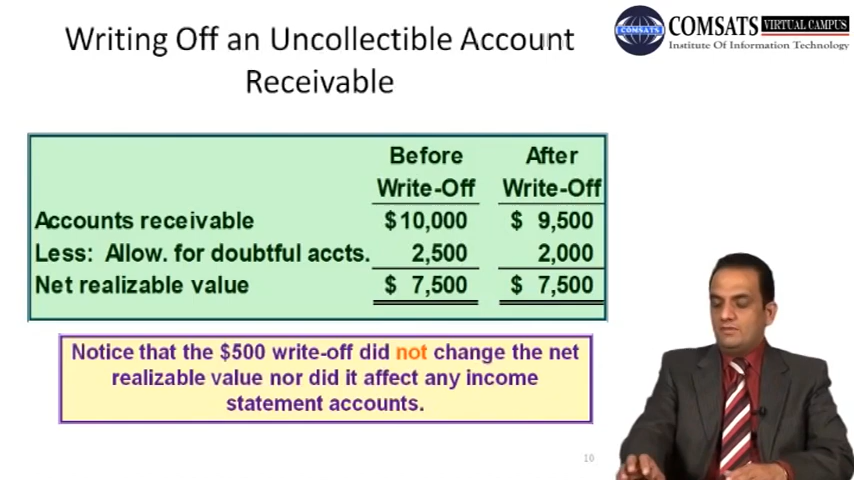 Writing Off an Uncollectible Account
Receivable
COMSATS
COMSATS VIRTUAL CAMPUS
Institute Of Information Technology
Before After
Write-Off Write-Off
Accounts receivable $10,000 $ 9,500
Less: Allow. for doubtful accts. 2,500 2,000
Net realizable value $ 7,500 $ 7,500
Notice that the $500 write-off did not change the net
realizable value nor did it affect any income
statement accounts.
10